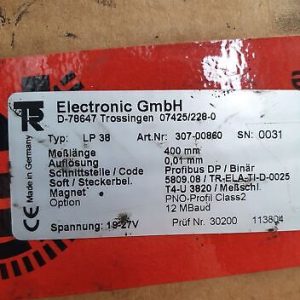 TR
Electronic GmbH
D-78647 Trossingen 07425/228-0
Typ: LP 38 Art.Nr: 307-00860 SN: 0031
Meßlänge 400 mm
Auflösung 0,01 mm
Schnittstelle / Code Profibus DP / Binär
Soft / Steckerbel. 5809.08 / TR-ELA-TI-D-0025
Magnet T4-U 3820 / Meßschl.
Option PNO-Profil Class2
12 MBaud
Spannung: 19-27V Prüf Nr. 30200 113804
CE Made in Germany